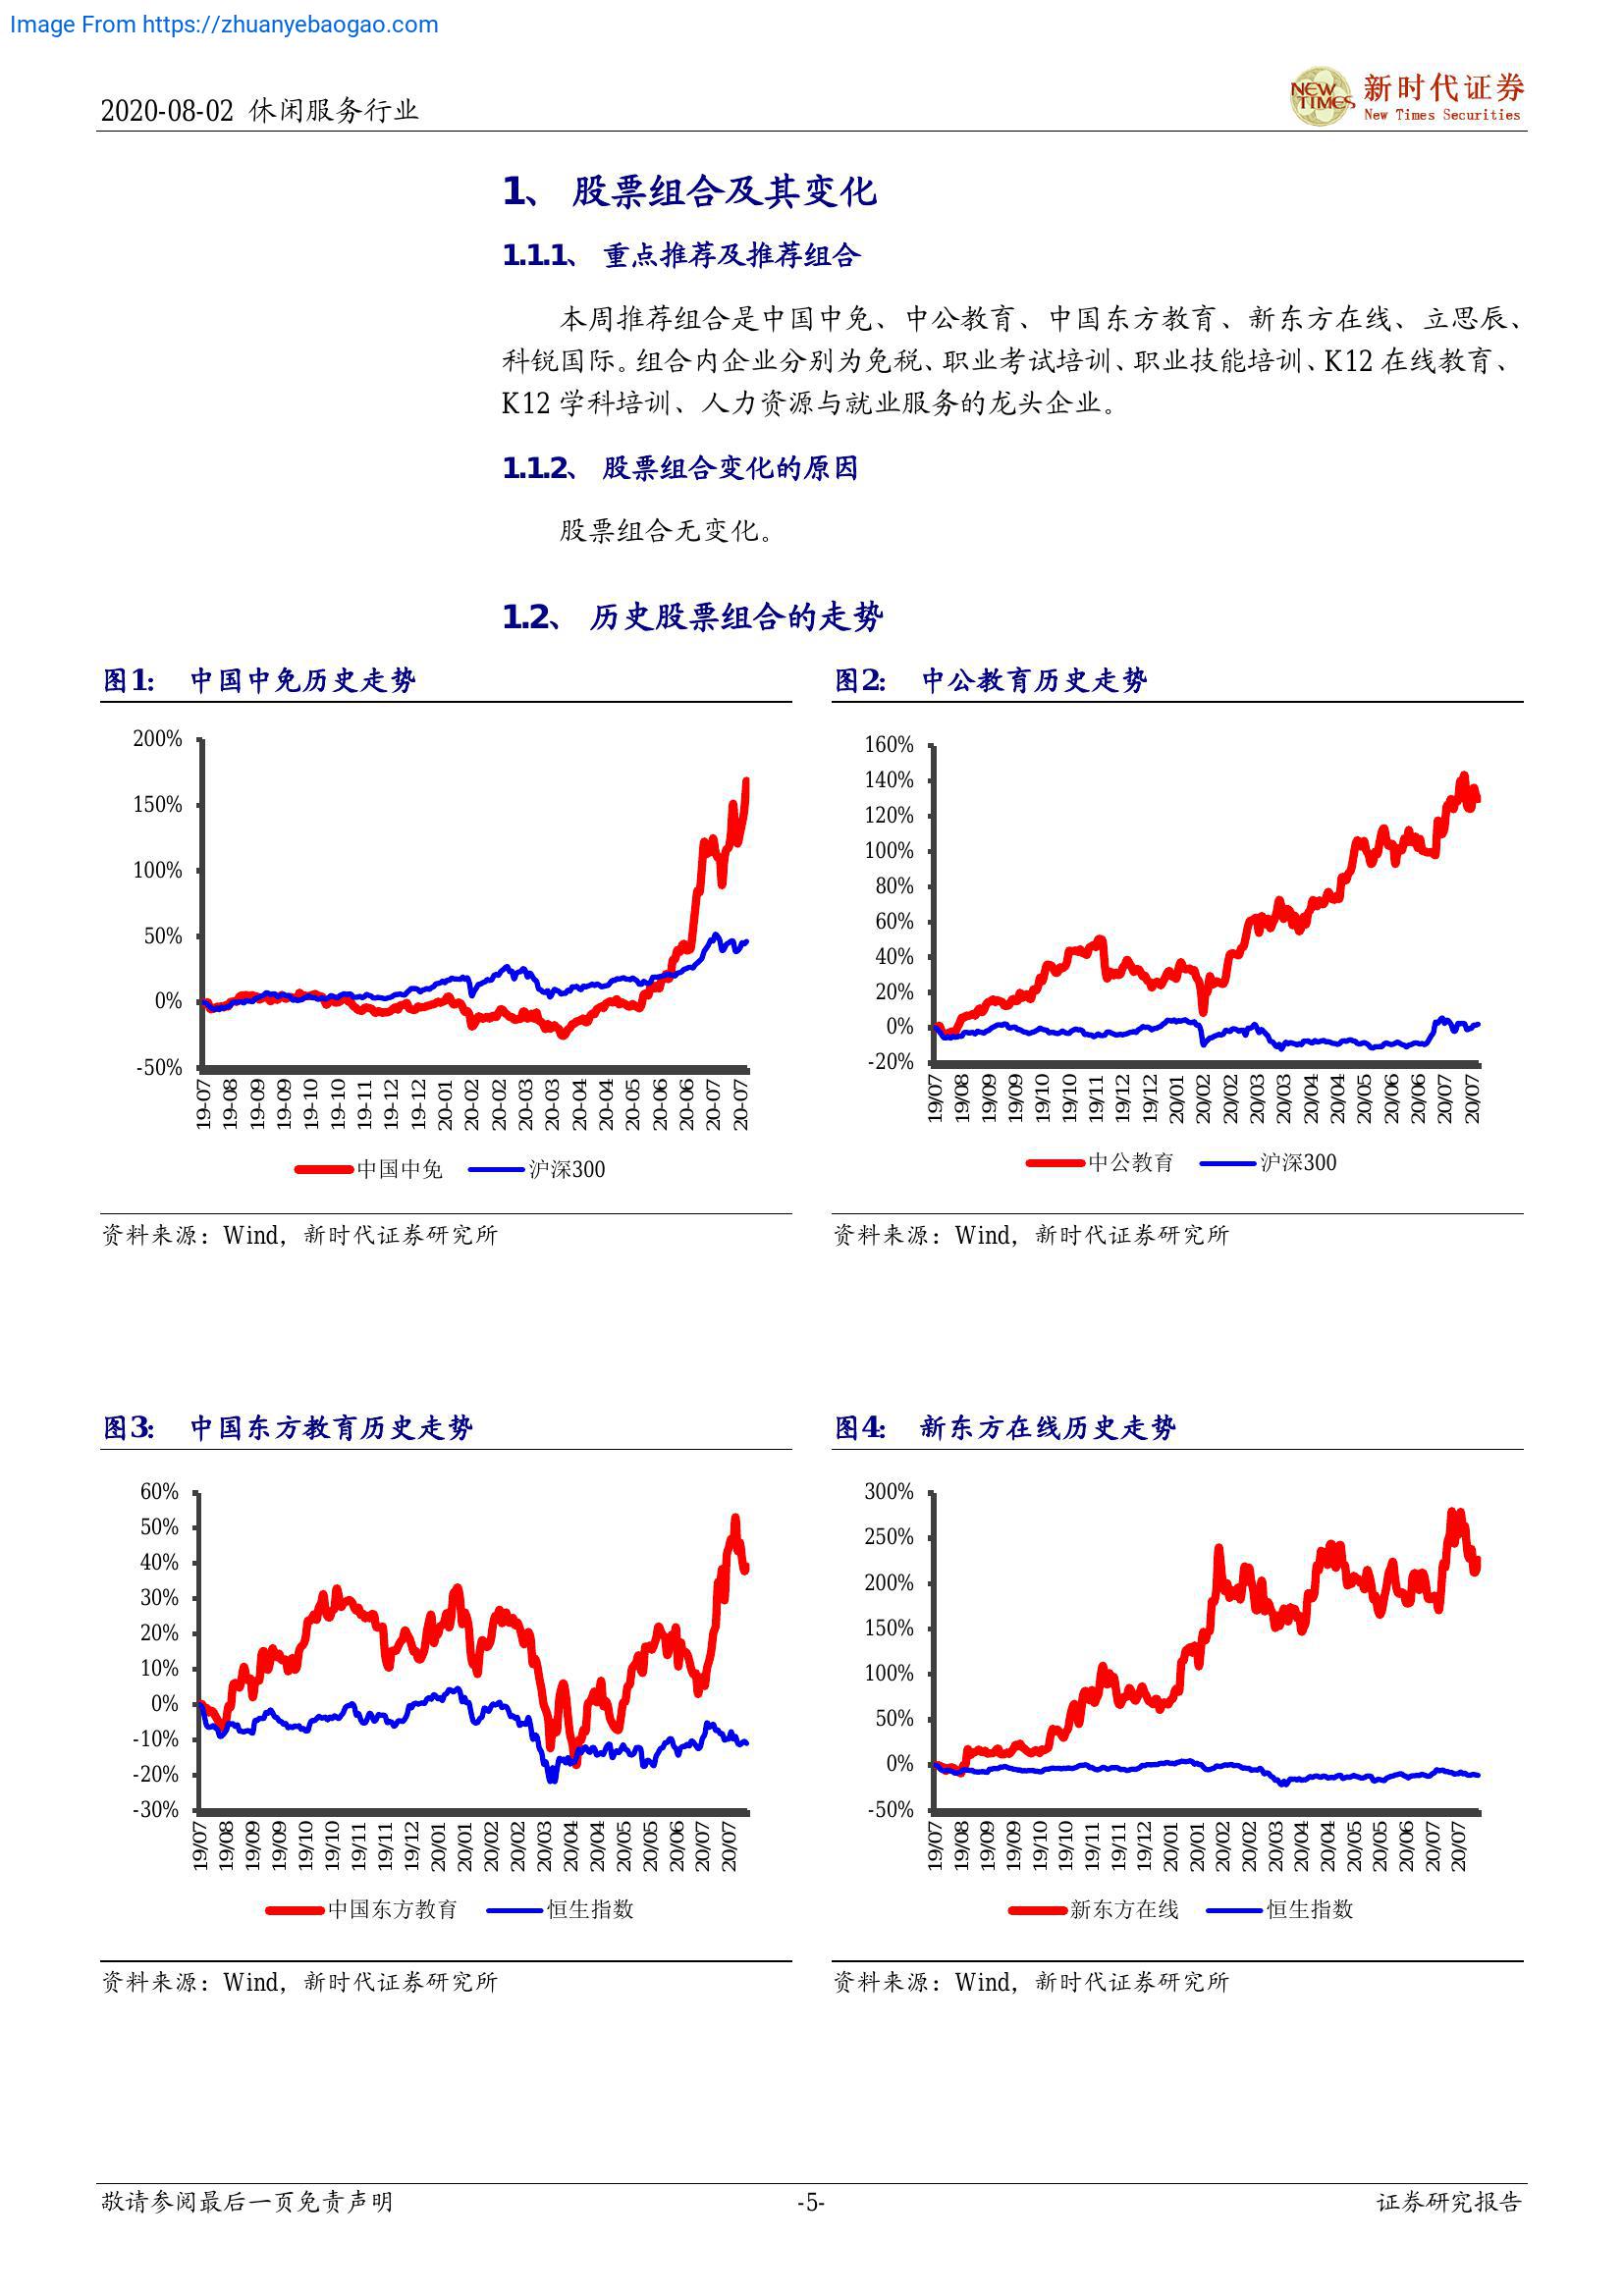 Image From https://zhuanyebaogao.com
2020-08-02 休闲服务行业
NEW TIMES
新时代证券
New Times Securities
1、 股票组合及其变化
1.1.1、 重点推荐及推荐组合
本周推荐组合是中国中免、中公教育、中国东方教育、新东方在线、立思辰、
科锐国际。组合内企业分别为免税、职业考试培训、职业技能培训、K12 在线教育、
K12 学科培训、人力资源与就业服务的龙头企业。
1.1.2、 股票组合变化的原因
股票组合无变化。
1.2、 历史股票组合的走势
图1: 中国中免历史走势
200%
150%
100%
50%
0%
-50%
19-07 19-08 19-09 19-09 19-10 19-10 19-11 19-12 19-12 20-01 20-02 20-02 20-03 20-03 20-04 20-04 20-05 20-06 20-06 20-07 20-07
中国中免 沪深300
资料来源：Wind，新时代证券研究所
图2: 中公教育历史走势
160%
140%
120%
100%
80%
60%
40%
20%
0%
-20%
19/07 19/08 19/09 19/09 19/10 19/10 19/11 19/12 19/12 20/01 20/02 20/02 20/03 20/03 20/04 20/04 20/05 20/06 20/06 20/07 20/07
中公教育 沪深300
资料来源：Wind，新时代证券研究所
图3: 中国东方教育历史走势
60%
50%
40%
30%
20%
10%
0%
-10%
-20%
-30%
19/07 19/08 19/09 19/09 19/10 19/10 19/11 19/11 19/12 20/01 20/01 20/02 20/02 20/03 20/04 20/04 20/05 20/05 20/06 20/07 20/07
中国东方教育 恒生指数
资料来源：Wind，新时代证券研究所
图4: 新东方在线历史走势
300%
250%
200%
150%
100%
50%
0%
-50%
19/07 19/08 19/09 19/09 19/10 19/10 19/11 19/11 19/12 20/01 20/01 20/02 20/02 20/03 20/04 20/04 20/05 20/05 20/06 20/07 20/07
新东方在线 恒生指数
资料来源：Wind，新时代证券研究所
敬请参阅最后一页免责声明
-5-
证券研究报告